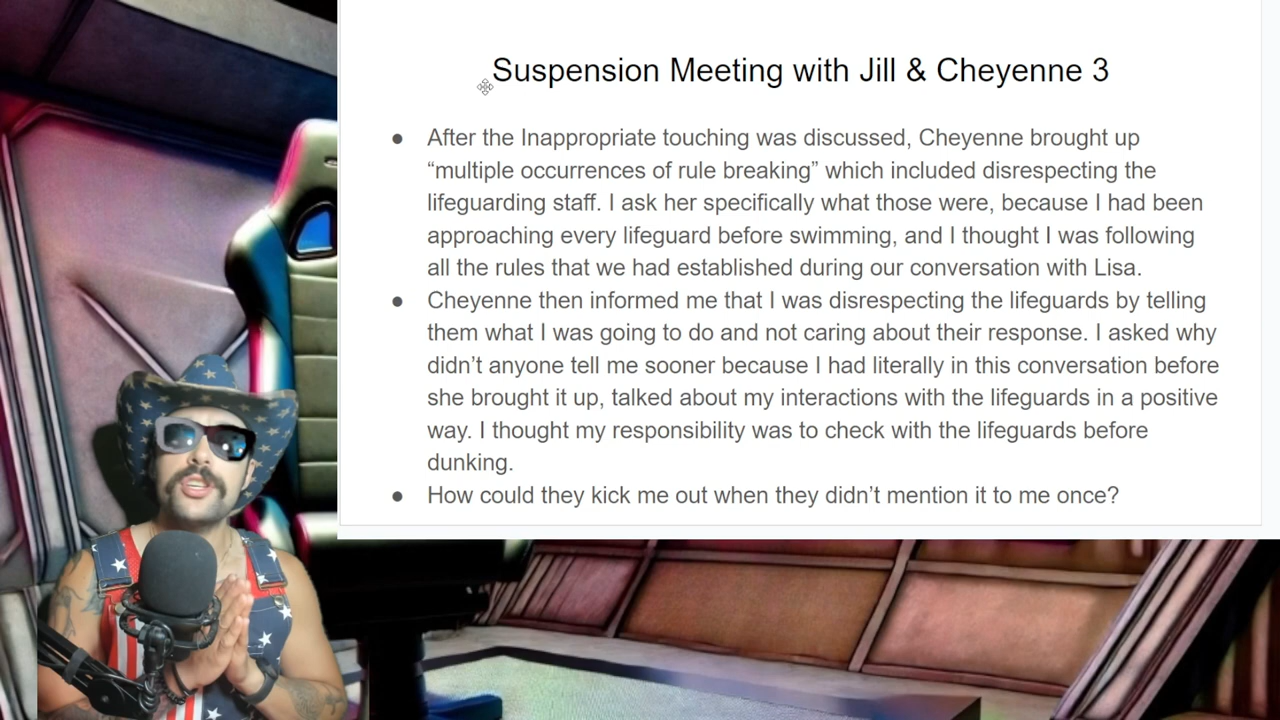 Suspension Meeting with Jill & Cheyenne 3
● After the Inappropriate touching was discussed, Cheyenne brought up
“multiple occurrences of rule breaking” which included disrespecting the
lifeguarding staff. I ask her specifically what those were, because I had been
approaching every lifeguard before swimming, and I thought I was following
all the rules that we had established during our conversation with Lisa.
● Cheyenne then informed me that I was disrespecting the lifeguards by telling
them what I was going to do and not caring about their response. I asked why
didn’t anyone tell me sooner because I had literally in this conversation before
she brought it up, talked about my interactions with the lifeguards in a positive
way. I thought my responsibility was to check with the lifeguards before
dunking.
● How could they kick me out when they didn’t mention it to me once?